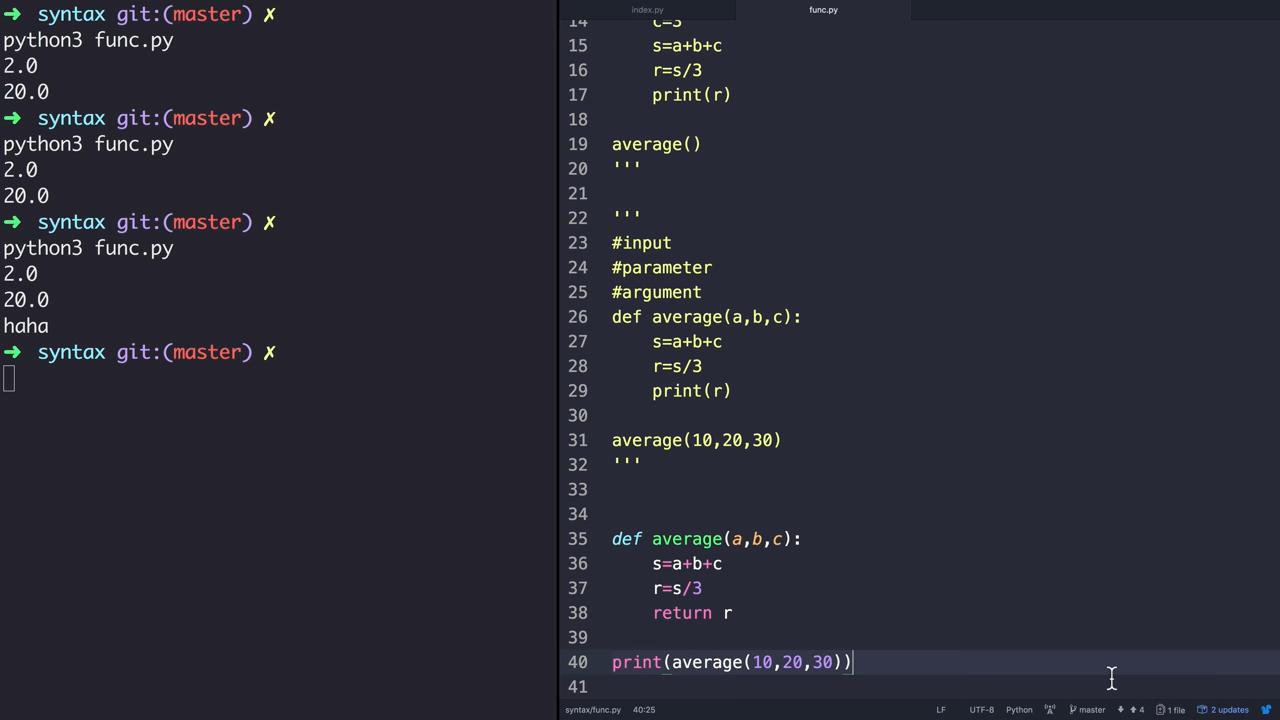 ➜ syntax git:(master) ✗
python3 func.py
2.0
20.0
➜ syntax git:(master) ✗
python3 func.py
2.0
20.0
➜ syntax git:(master) ✗
python3 func.py
2.0
20.0
haha
➜ syntax git:(master) ✗
index.py func.py
14 c=3
15 s=a+b+c
16 r=s/3
17 print(r)
18
19 average()
20 '''
21
22 '''
23 #input
24 #parameter
25 #argument
26 def average(a,b,c):
27 s=a+b+c
28 r=s/3
29 print(r)
30
31 average(10,20,30)
32 '''
33
34
35 def average(a,b,c):
36 s=a+b+c
37 r=s/3
38 return r
39
40 print(average(10,20,30))
41
syntax/func.py 40:25 LF UTF-8 Python master 4 1 file 2 updates